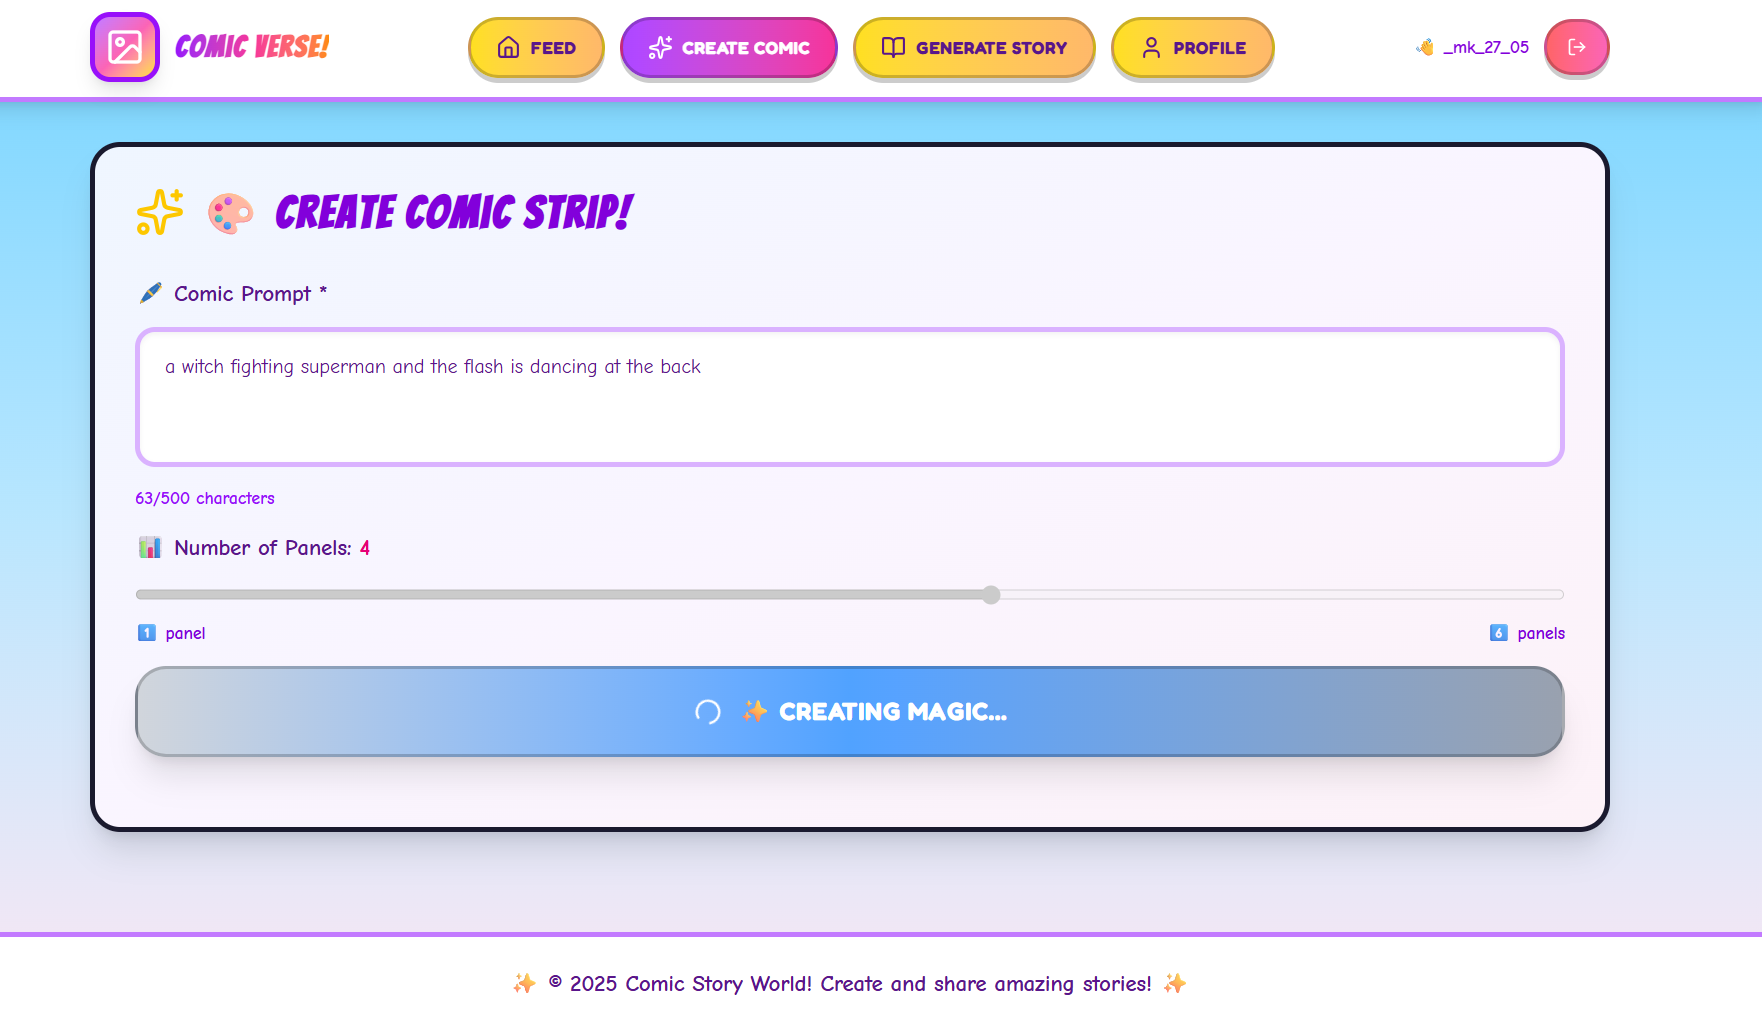 COMIC VERSE!
FEED
CREATE COMIC
GENERATE STORY
PROFILE
👋 _mk_27_05
CREATE COMIC STRIP!
Comic Prompt *
a witch fighting superman and the flash is dancing at the back
63/500 characters
📊 Number of Panels: 4
1️⃣ panel
6️⃣ panels
✨ CREATING MAGIC...
✨ © 2025 Comic Story World! Create and share amazing stories! ✨